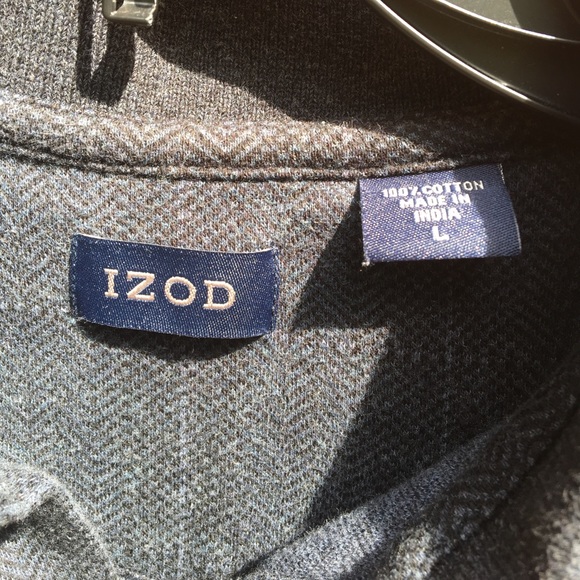 IZOD
100% COTTON
MADE IN
INDIA
L